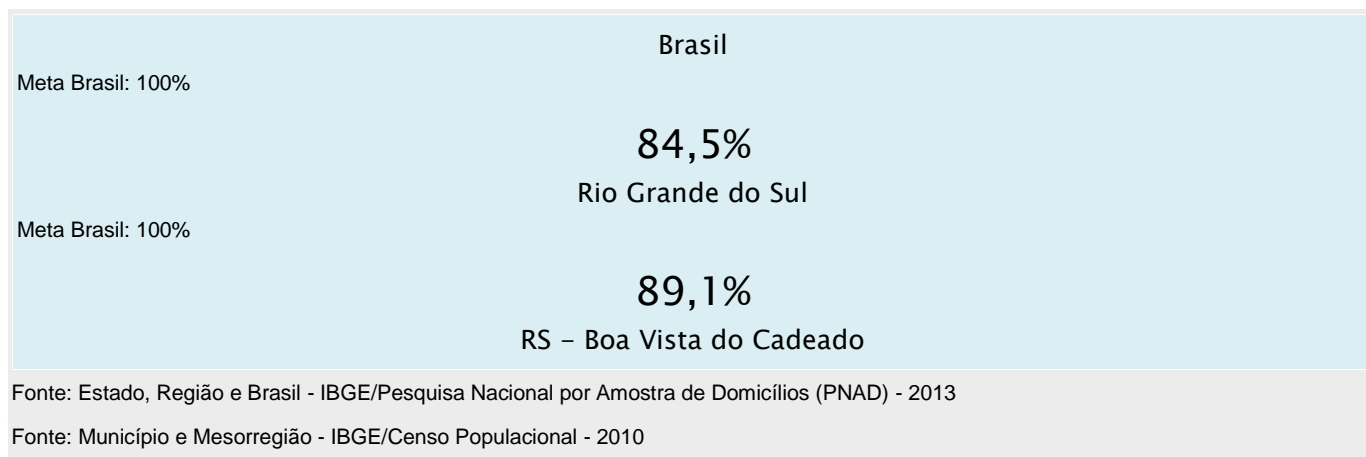 Brasil
Meta Brasil: 100%
84,5%
Rio Grande do Sul
Meta Brasil: 100%
89,1%
RS - Boa Vista do Cadeado
Fonte: Estado, Região e Brasil - IBGE/Pesquisa Nacional por Amostra de Domicílios (PNAD) - 2013
Fonte: Município e Mesorregião - IBGE/Censo Populacional - 2010